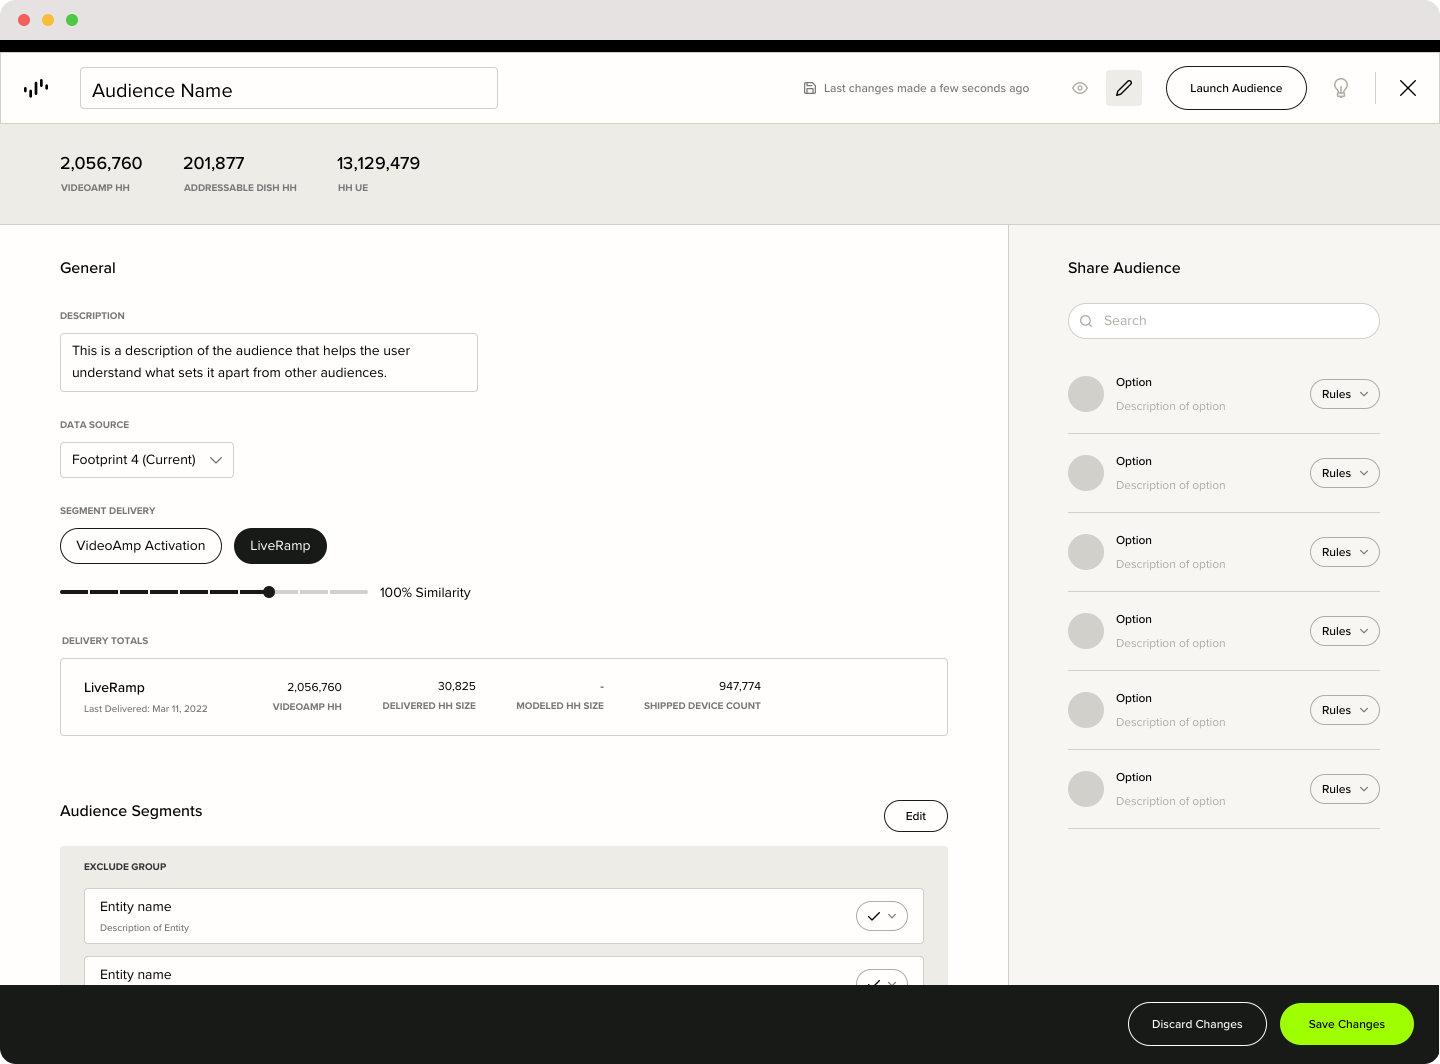 Audience Name
Last changes made a few seconds ago
Launch Audience
2,056,760
VIDEOAMP HH
201,877
ADDRESSABLE DISH HH
13,129,479
HH UE
General
DESCRIPTION
This is a description of the audience that helps the user
understand what sets it apart from other audiences.
DATA SOURCE
Footprint 4 (Current)
SEGMENT DELIVERY
VideoAmp Activation
LiveRamp
100% Similarity
DELIVERY TOTALS
LiveRamp
Last Delivered: Mar 11, 2022
2,056,760
VIDEOAMP HH
30,825
DELIVERED HH SIZE
-
MODELED HH SIZE
947,774
SHIPPED DEVICE COUNT
Audience Segments
Edit
EXCLUDE GROUP
Entity name
Description of Entity
Entity name
Share Audience
Search
Option
Description of option
Rules
Option
Description of option
Rules
Option
Description of option
Rules
Option
Description of option
Rules
Option
Description of option
Rules
Option
Description of option
Rules
Discard Changes
Save Changes